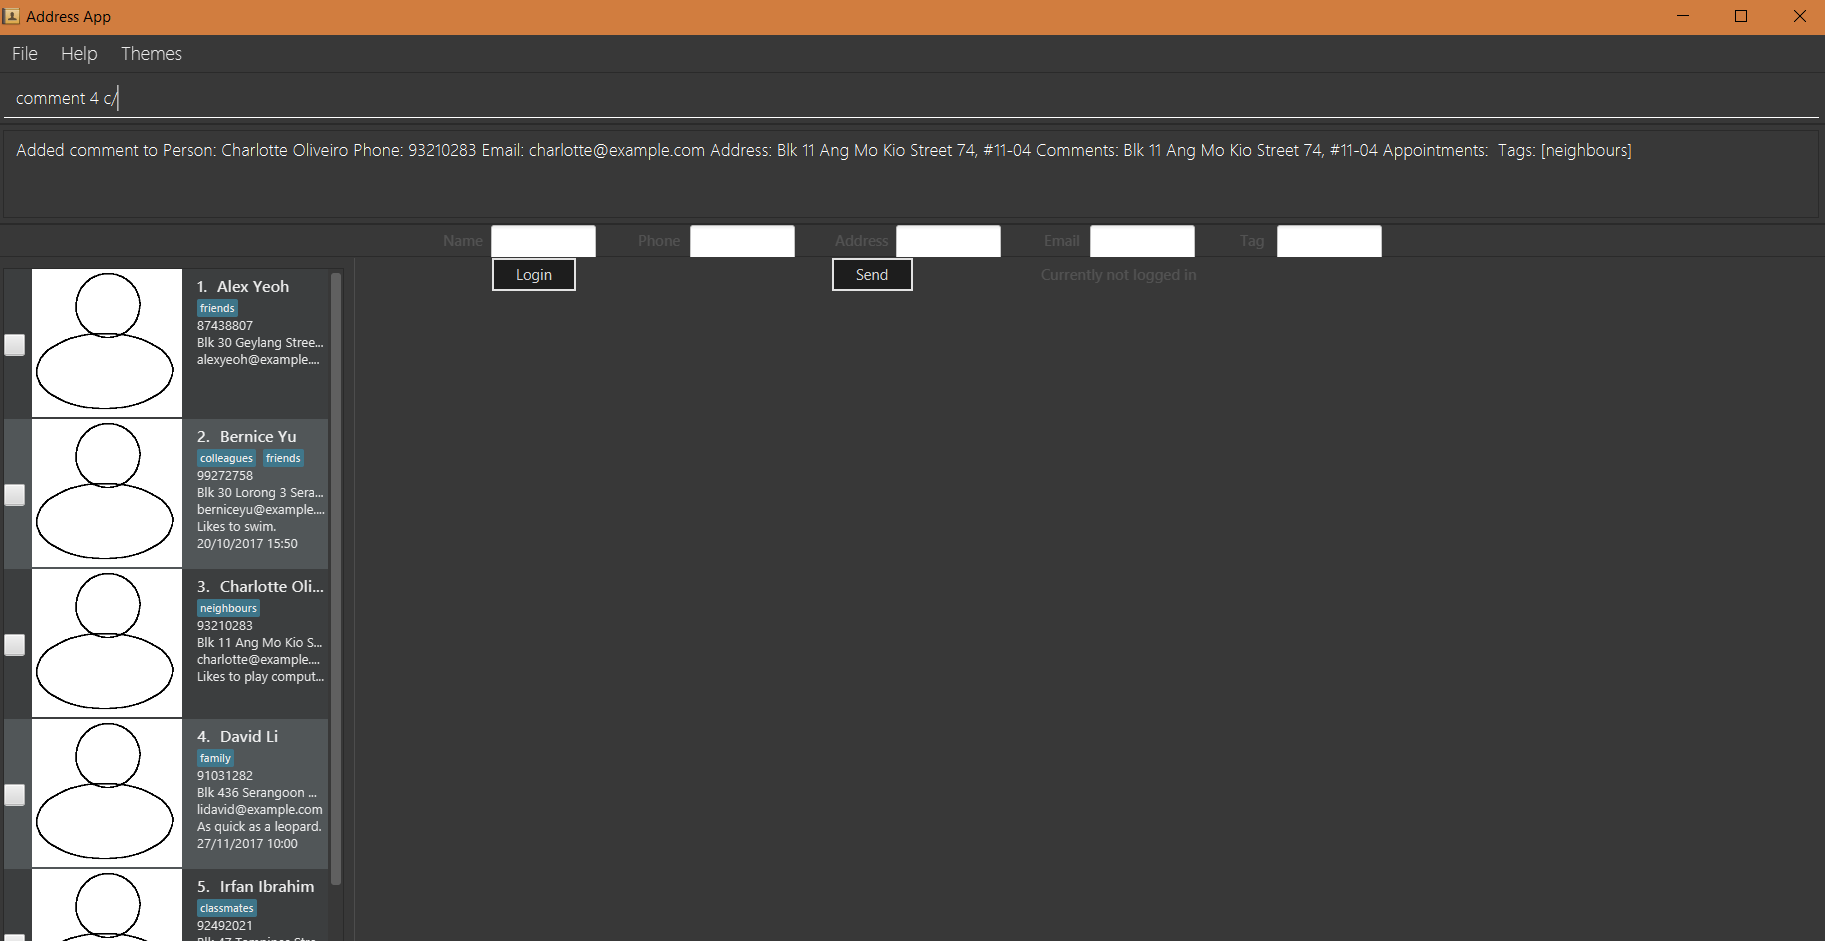 Address App
File Help Themes
comment 4 c/
Added comment to Person: Charlotte Oliveiro Phone: 93210283 Email: charlotte@example.com Address: Blk 11 Ang Mo Kio Street 74, #11-04 Comments: Blk 11 Ang Mo Kio Street 74, #11-04 Appointments: Tags: [neighbours]
Name Phone Address Email Tag
Login Send Currently not logged in
1. Alex Yeoh
friends
87438807
Blk 30 Geylang Stree...
alexyeoh@example....
2. Bernice Yu
colleagues friends
99272758
Blk 30 Lorong 3 Sera...
berniceyu@example....
Likes to swim.
20/10/2017 15:50
3. Charlotte Oli...
neighbours
93210283
Blk 11 Ang Mo Kio S...
charlotte@example....
Likes to play comput...
4. David Li
family
91031282
Blk 436 Serangoon ...
lidavid@example.com
As quick as a leopard.
27/11/2017 10:00
5. Irfan Ibrahim
classmates
92492021
Blk 47 Tampines Stre...